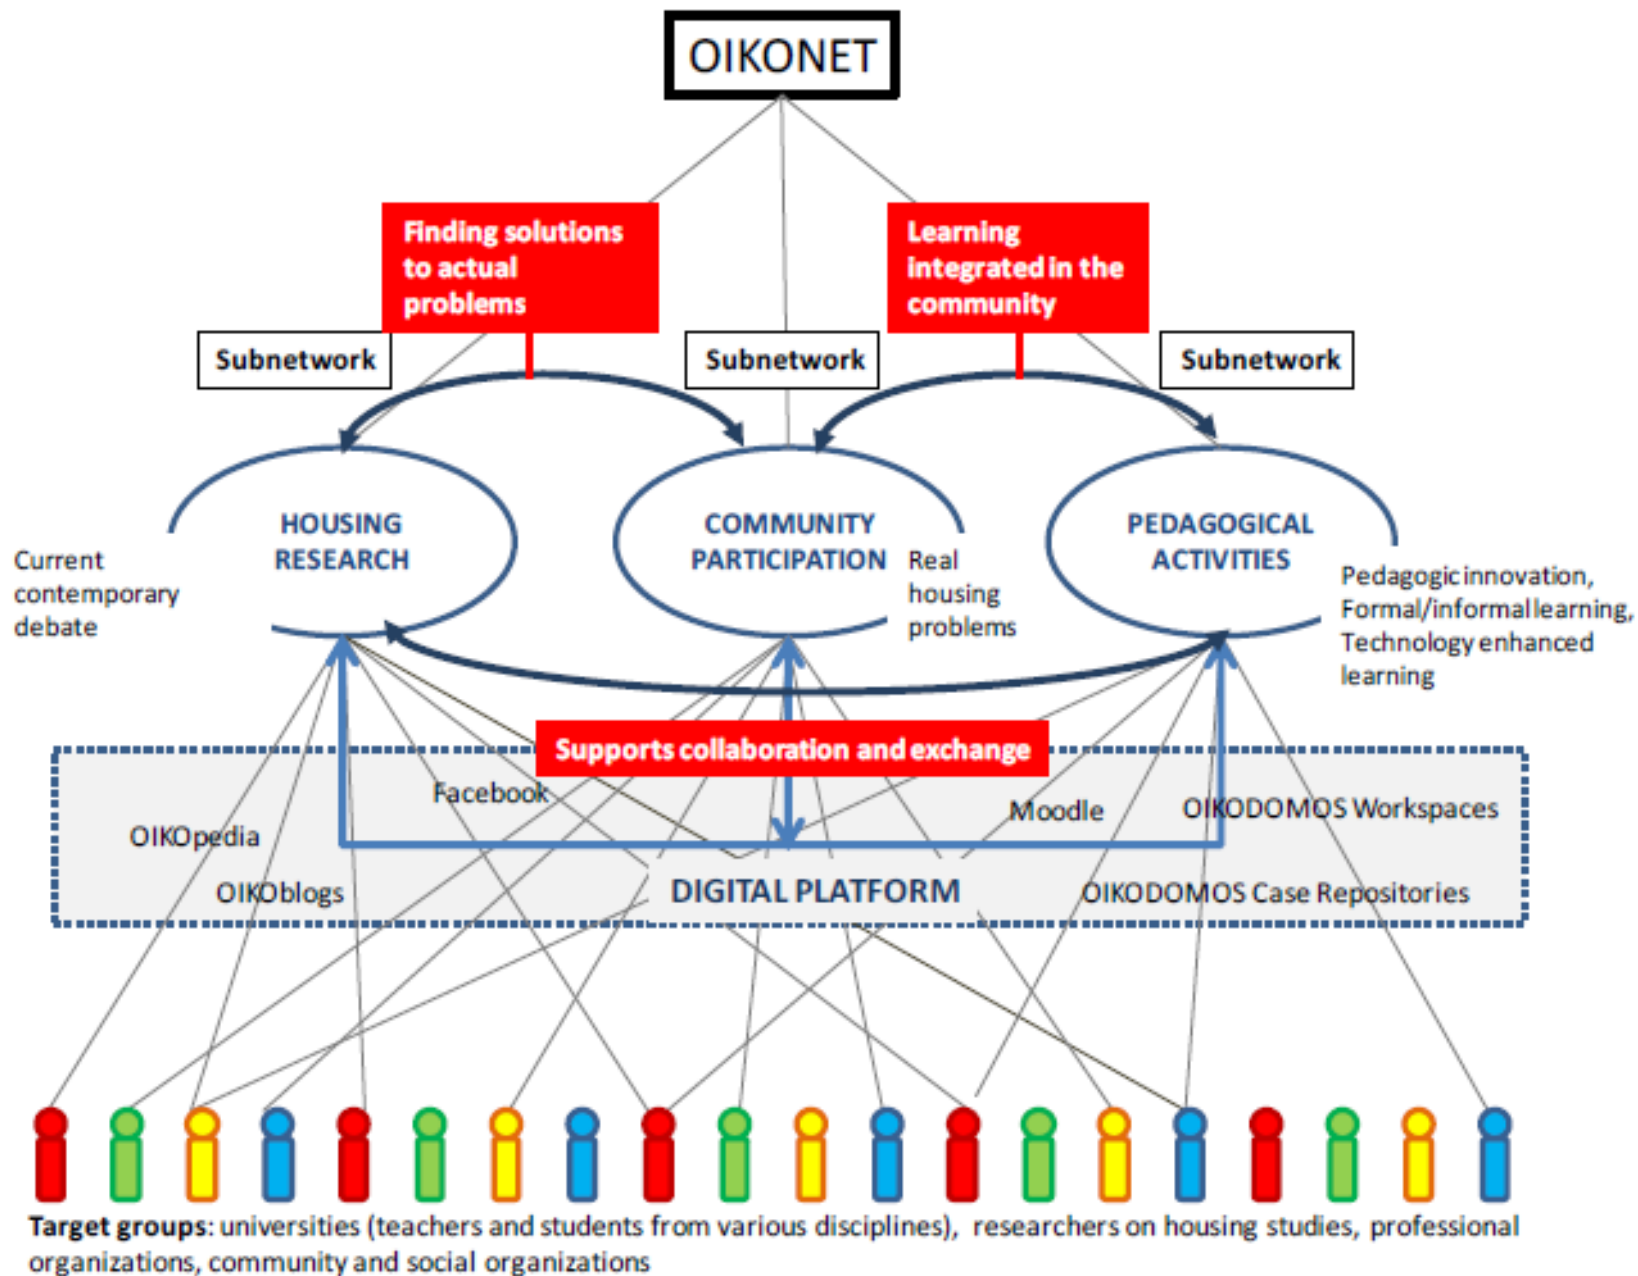 OIKONET
Finding solutions
to actual
problems
Learning
integrated in the
community
Subnetwork
Subnetwork
Subnetwork
HOUSING
RESEARCH
COMMUNITY
PARTICIPATION
PEDAGOGICAL
ACTIVITIES
Current
contemporary
debate
Real
housing
problems
Pedagogic innovation,
Formal/informal learning,
Technology enhanced
learning
Supports collaboration and exchange
Facebook
Moodle
OIKODOMOS Workspaces
OIKOpedia
OIKOblogs
DIGITAL PLATFORM
OIKODOMOS Case Repositories
Target groups: universities (teachers and students from various disciplines), researchers on housing studies, professional
organizations, community and social organizations